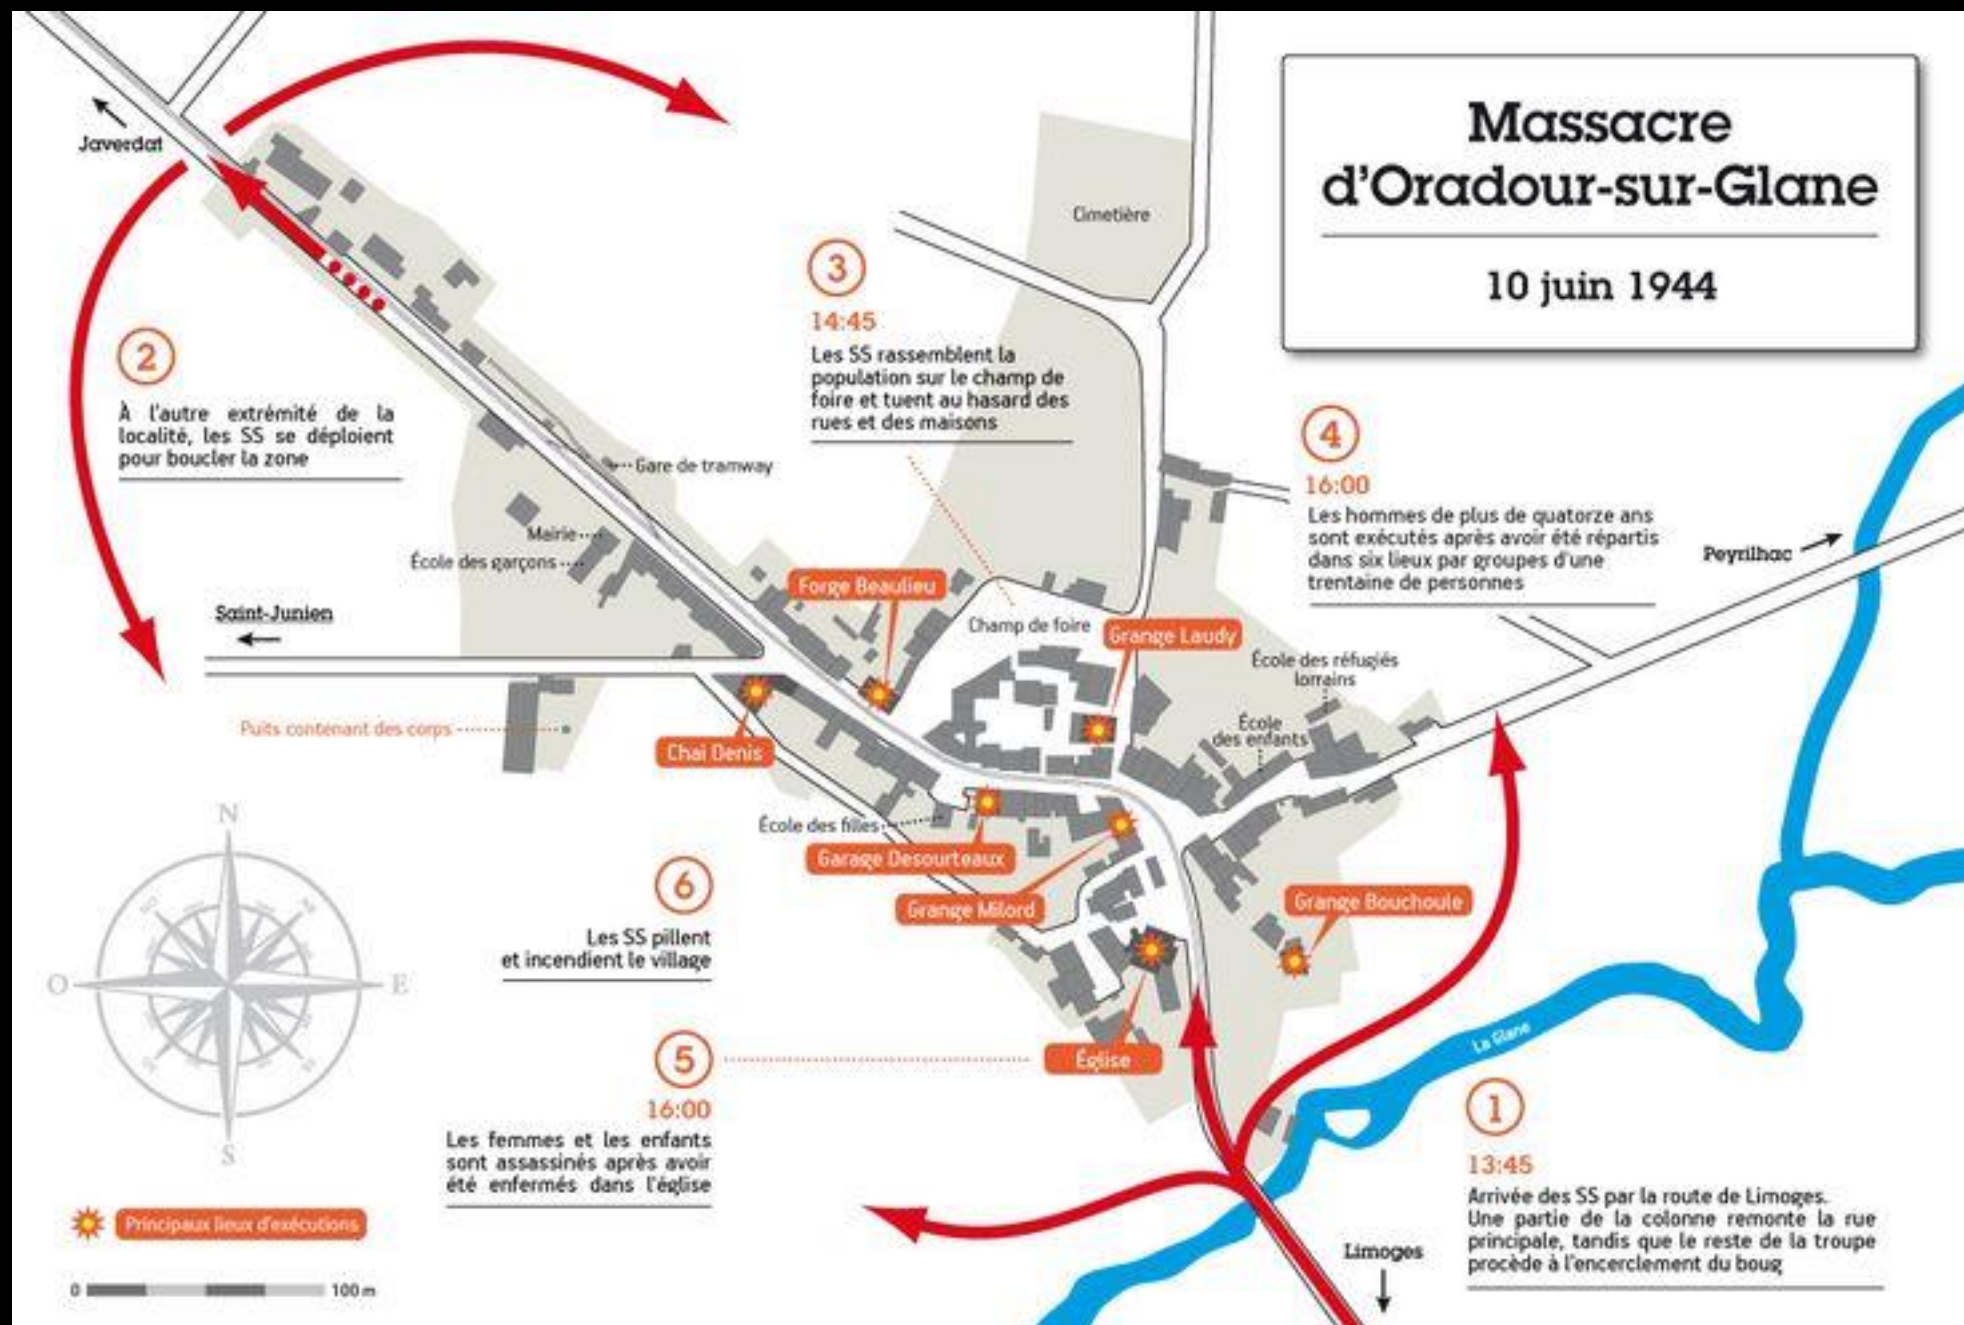 Massacre
d'Oradour-sur-Glane
10 juin 1944
Javerdat
Cimetière
3
14:45
Les SS rassemblent la
population sur le champ de
foire et tuent au hasard des
rues et des maisons
2
À l'autre extrémité de la
localité, les SS se déploient
pour boucler la zone
4
16:00
Les hommes de plus de quatorze ans
sont exécutés après avoir été répartis
dans six lieux par groupes d'une
trentaine de personnes
Peyrilhac
Gare de tramway
Mairie
École des garçons
Forge Beaulieu
Saint-Junien
Champ de foire
Grange Laudy
École des réfugiés
lorrains
École
des enfants
Puits contenant des corps
Chai Denis
École des filles
Garage Desourteaux
Grange Milord
Grange Bouchoule
6
Les SS pillent
et incendient le village
N
O
E
S
La Glane
5
16:00
Les femmes et les enfants
sont assassinés après avoir
été enfermés dans l'église
Église
1
13:45
Arrivée des SS par la route de Limoges.
Une partie de la colonne remonte la rue
principale, tandis que le reste de la troupe
procède à l'encerclement du boug
Limoges
Principaux lieux d'exécutions
0
100 m